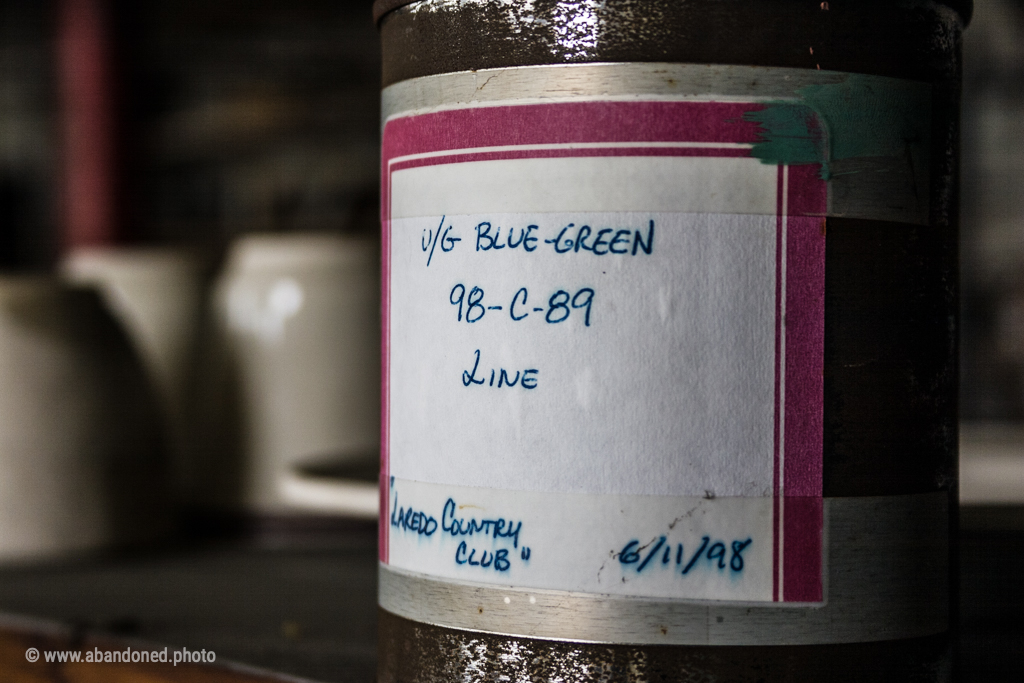 U/G BLUE-GREEN
98-C-89
LINE
"LAREDO COUNTRY
CLUB"
6/11/98
© www.abandoned.photo